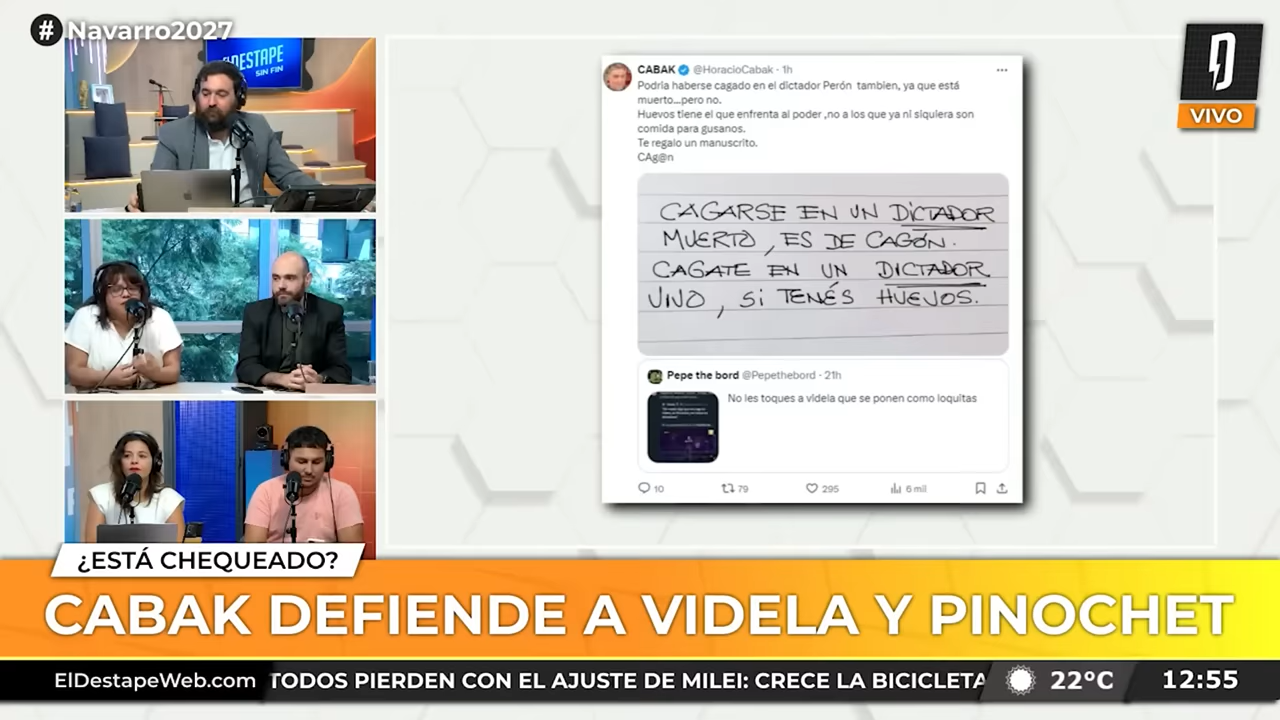 # Navarro2027
ELDESTAPE
SIN FIN
VIVO
CABAK @HoracioCabak · 1h
Podría haberse cagado en el dictador Perón tambien, ya que está
muerto...pero no.
Huevos tiene el que enfrenta al poder ,no a los que ya ni siquiera son
comida para gusanos.
Te regalo un manuscrito.
CAg@n
CAGARSE EN UN DICTADOR
MUERTO, ES DE CAGÓN.
CAGATE EN UN DICTADOR
VIVO, SI TENÉS HUEVOS.
Pepe the bord @Pepethebord · 21h
No les toques a videla que se ponen como loquitas
10 79 295 6 mil
¿ESTÁ CHEQUEADO?
CABAK DEFIENDE A VIDELA Y PINOCHET
ElDestapeWeb.com TODOS PIERDEN CON EL AJUSTE DE MILEI: CRECE LA BICICLETA 22°C 12:55